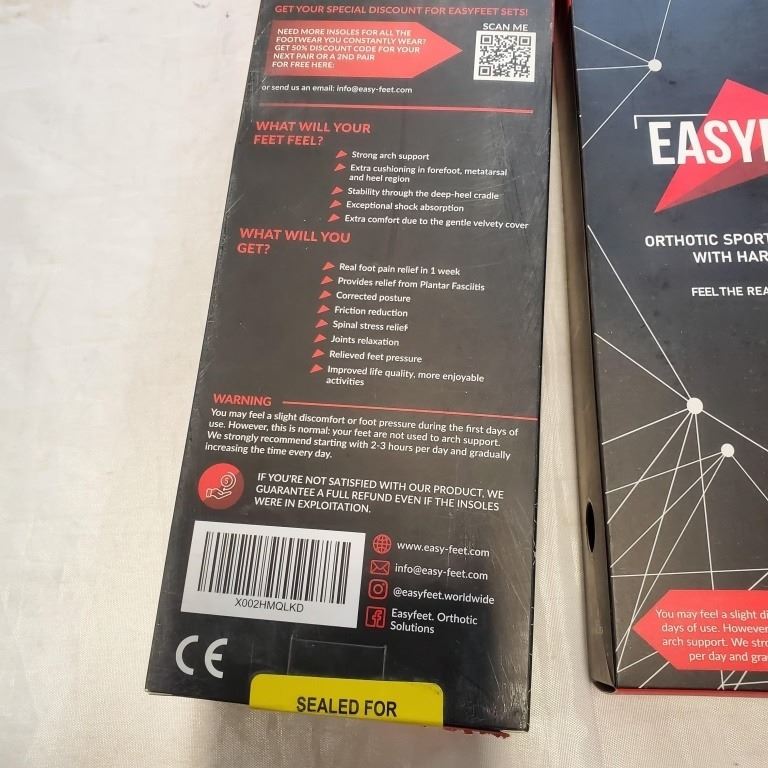 GET YOUR SPECIAL DISCOUNT FOR EASYFEET SETS!
NEED MORE INSOLES FOR ALL THE
FOOTWEAR YOU CONSTANTLY WEAR?
GET 50% DISCOUNT CODE FOR YOUR
NEXT PAIR OR A 2ND PAIR
FOR FREE HERE:
SCAN ME
or send us an email: info@easy-feet.com
WHAT WILL YOUR
FEET FEEL?
Strong arch support
Extra cushioning in forefoot, metatarsal
and heel region
Stability through the deep-heel cradle
Exceptional shock absorption
Extra comfort due to the gentle velvety cover
WHAT WILL YOU
GET?
Real foot pain relief in 1 week
Provides relief from Plantar Fasciitis
Corrected posture
Friction reduction
Spinal stress relief
Joints relaxation
Relieved feet pressure
Improved life quality, more enjoyable
activities
WARNING
You may feel a slight discomfort or foot pressure during the first days of
use. However, this is normal: your feet are not used to arch support.
We strongly recommend starting with 2-3 hours per day and gradually
increasing the time every day.
IF YOU'RE NOT SATISFIED WITH OUR PRODUCT, WE
GUARANTEE A FULL REFUND EVEN IF THE INSOLES
WERE IN EXPLOITATION.
X002HMQLKD
www.easy-feet.com
info@easy-feet.com
@easyfeet.worldwide
Easyfeet. Orthotic
Solutions
CE
SEALED FOR
EASY
ORTHOTIC SPORT
WITH HAR
FEEL THE REA
You may feel a slight di
days of use. However
arch support. We stro
per day and gra